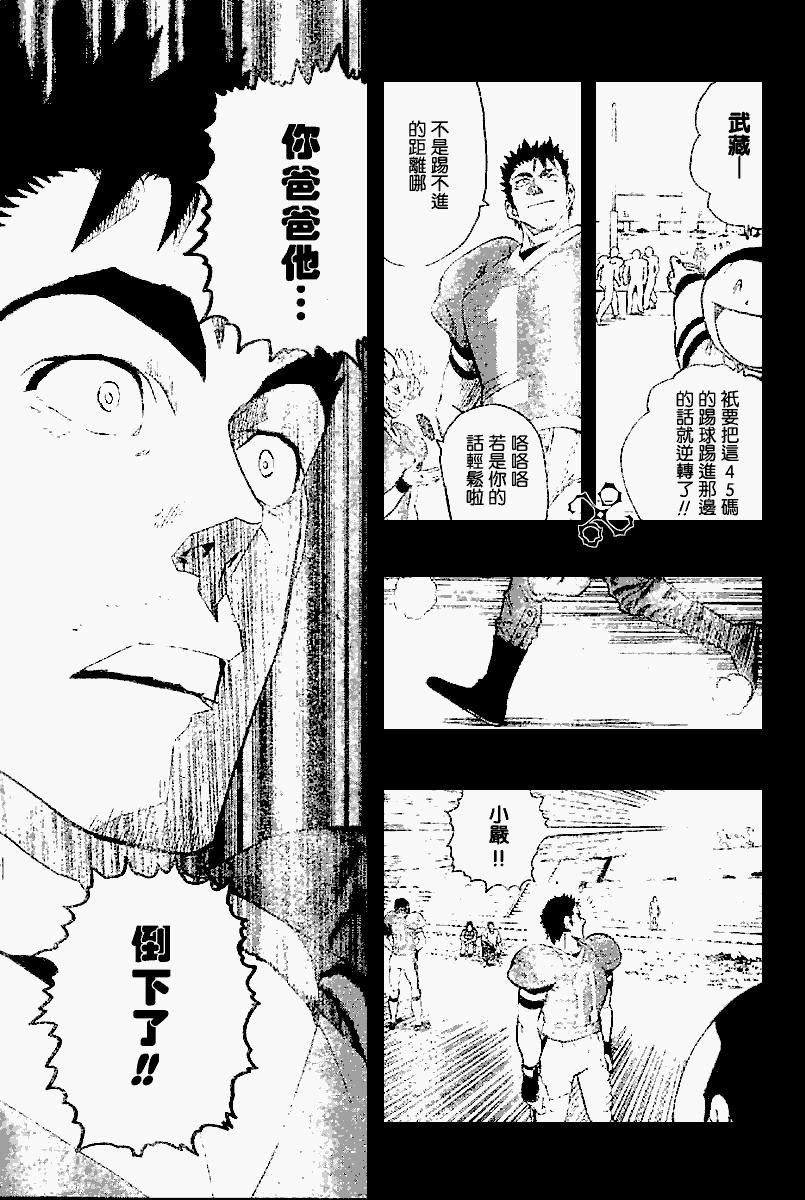 武藏—
衹要把這45碼
的踢球踢進那邊
的話就逆轉了!!
不是踢不進
的距離哪
咯咯咯
若是你的
話輕鬆啦
小嚴!!
你爸爸他…
倒下了!!